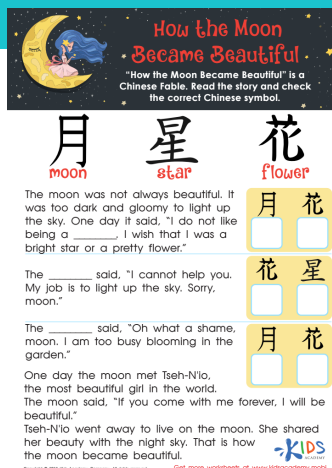 How the Moon
Became Beautiful
"How the Moon Became Beautiful" is a
Chinese Fable. Read the story and check
the correct Chinese symbol.
月 星 花
moon star flower
The moon was not always beautiful. It
was too dark and gloomy to light up
the sky. One day it said, "I do not like
being a ________, I wish that I was a
bright star or a pretty flower."
月 花
The ________ said, "I cannot help you.
My job is to light up the sky. Sorry,
moon."
花 星
The ________ said, "Oh what a shame,
moon. I am too busy blooming in the
garden."
月 花
One day the moon met Tseh-N'io,
the most beautiful girl in the world.
The moon said, "If you come with me forever, I will be
beautiful."
Tseh-N'io went away to live on the moon. She shared
her beauty with the night sky. That is how
the moon became beautiful.
KIDS
ACADEMY
Get more worksheets at www.kidsacademy.mobi